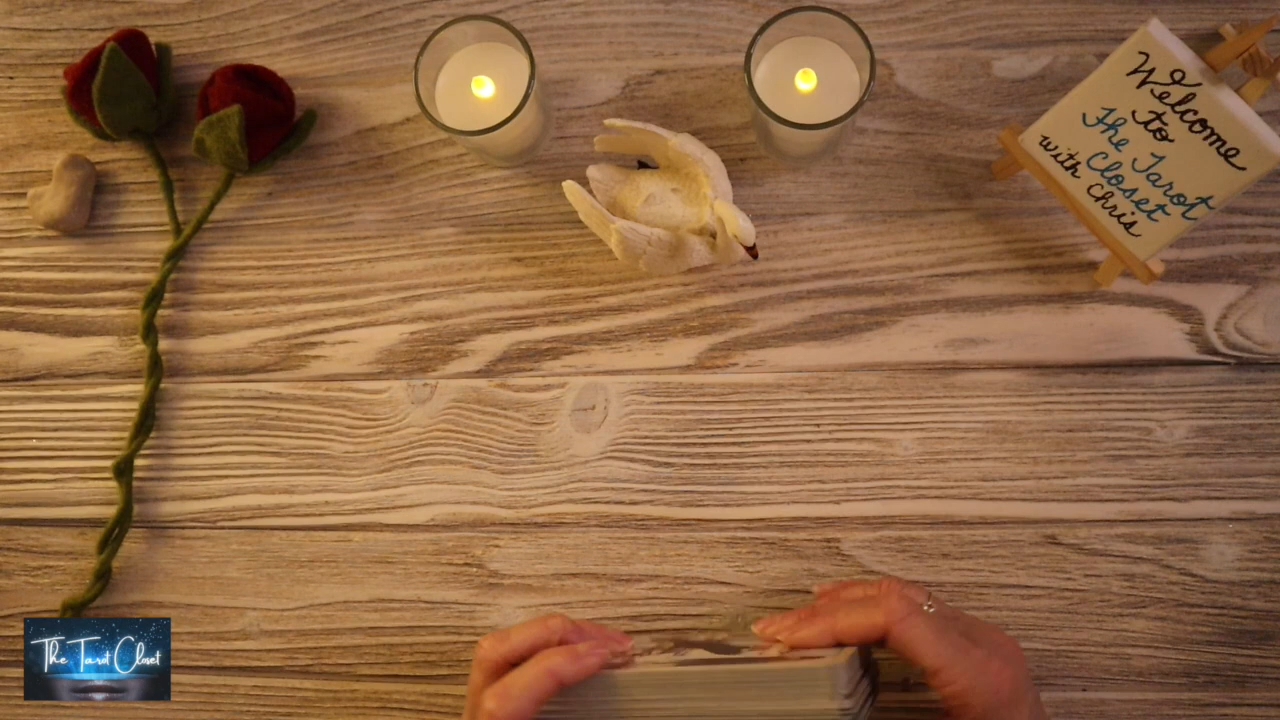 Welcome
To
The Tarot
Closet
with Chris
The Tarot Closet